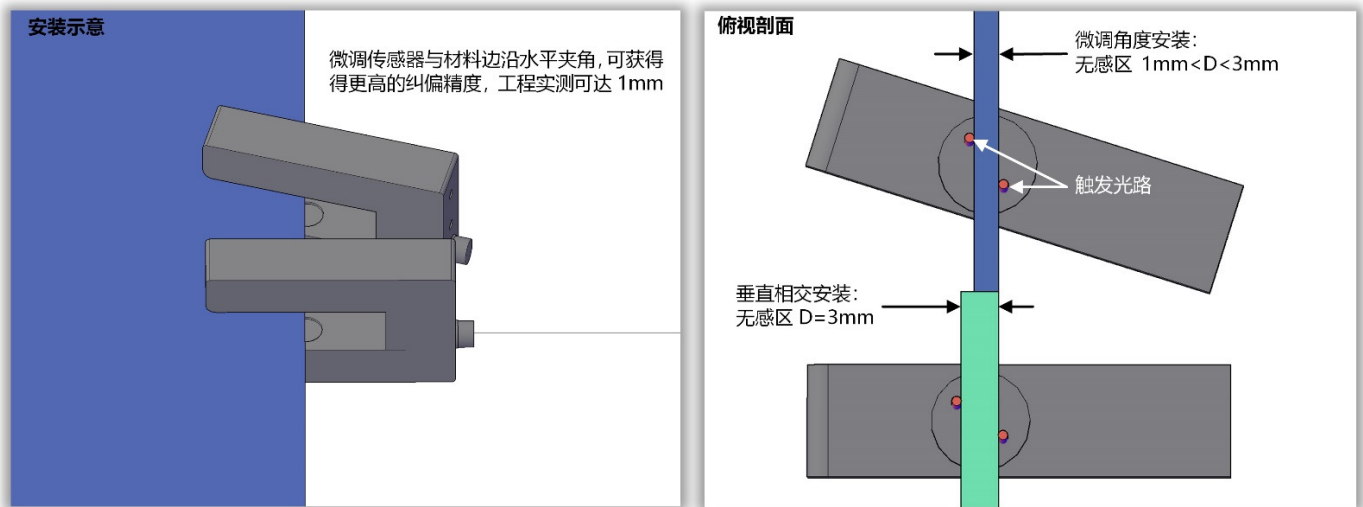 安装示意
微调传感器与材料边沿水平夹角,可获得
得更高的纠偏精度，工程实测可达 1mm
俯视剖面
微调角度安装：
无感区 1mm<D<3mm
触发光路
垂直相交安装：
无感区 D=3mm